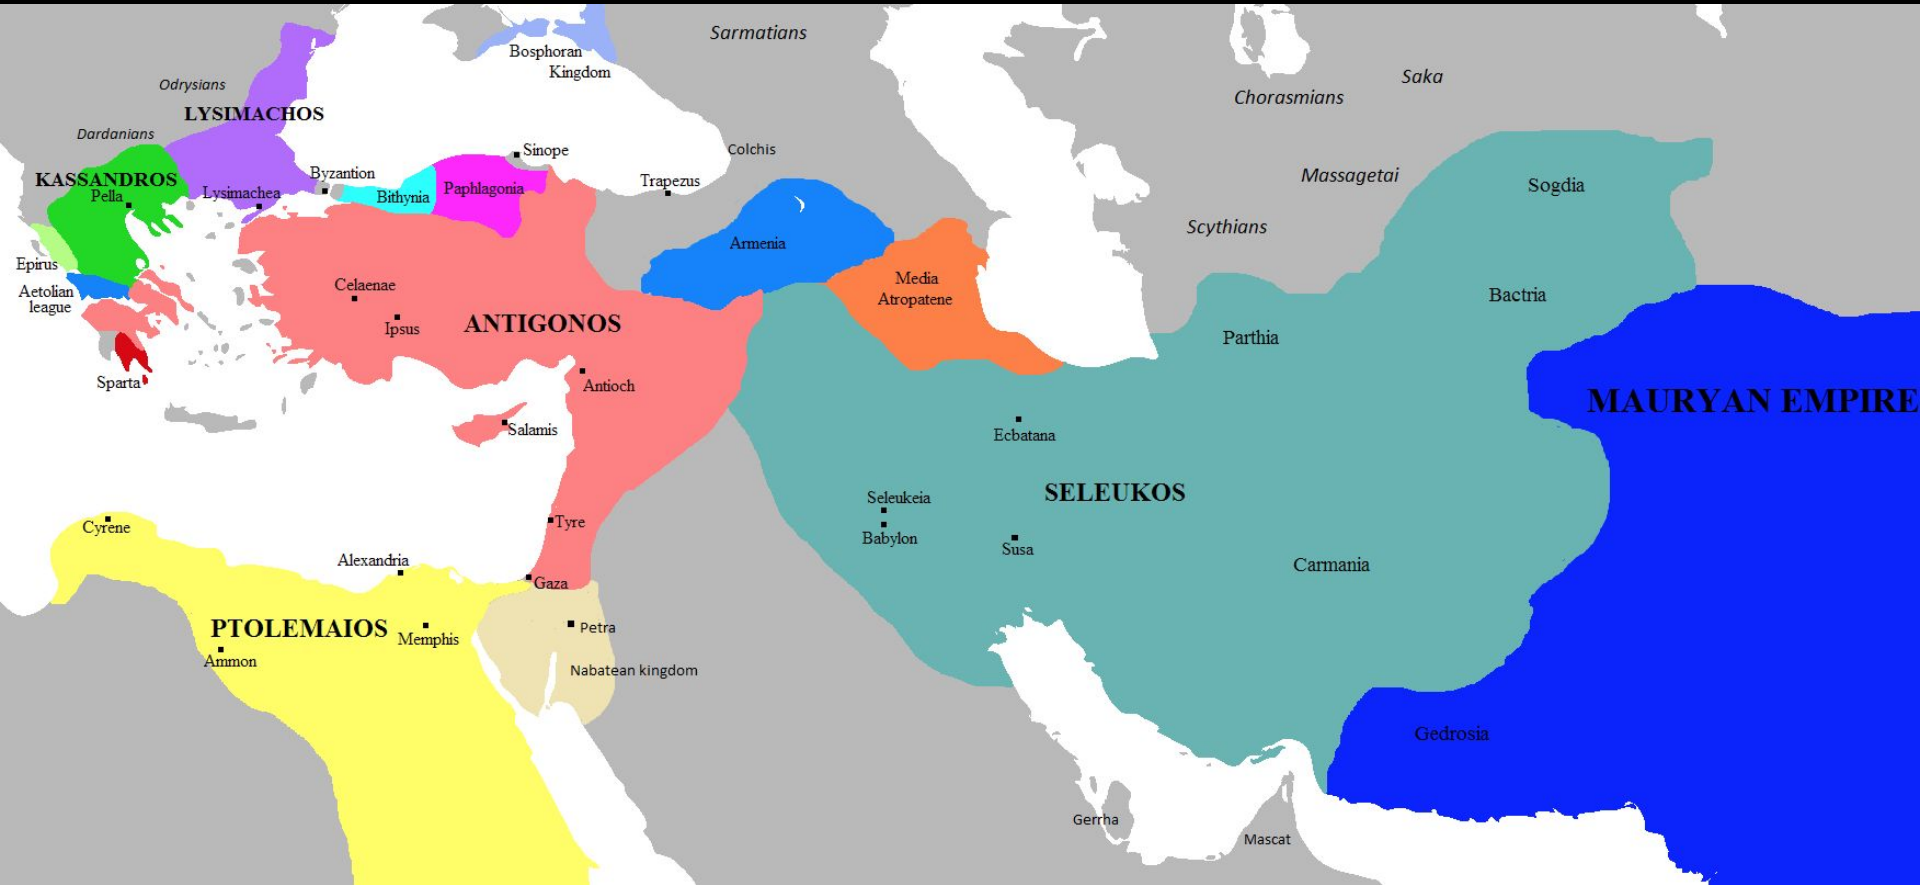 Sarmatians
Bosphoran
Kingdom
Saka
Odrysians
Chorasmians
LYSIMACHOS
Dardanians
Colchis
Sinope
Byzantion
KASSANDROS
Pella
Lysimachea
Bithynia
Paphlagonia
Trapezus
Massagetai
Sogdia
Scythians
Armenia
Epirus
Aetolian
league
Celaenae
Ipsus
ANTIGONOS
Media
Atropatene
Bactria
Parthia
Sparta
Antioch
MAURYAN EMPIRE
Salamis
Ecbatana
SELEUKOS
Seleukeia
Babylon
Susa
Cyrene
Tyre
Alexandria
Gaza
Carmania
PTOLEMAIOS
Memphis
Petra
Ammon
Nabatean kingdom
Gedrosia
Gerrha
Mascat